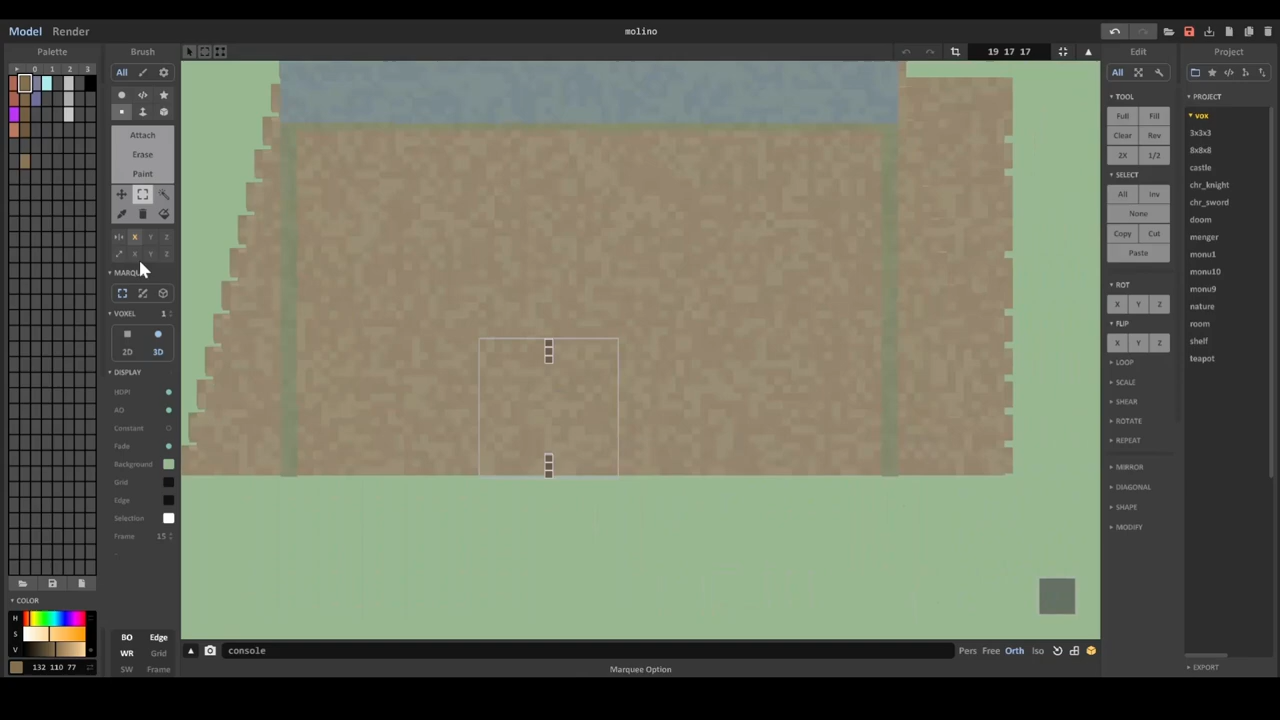 Model Render molino
Palette Brush 19 17 17 Edit Project
0 1 2 3
All
All
PROJECT
TOOL
vox
Full Fill
3x3x3
Attach
Clear Rev
8x8x8
Erase
2X 1/2
castle
Paint
SELECT
chr_knight
All Inv
chr_sword
None
doom
X Y Z
Copy Cut
menger
X Y Z
Paste
monu1
MARQU
monu10
ROT
monu9
X Y Z
nature
VOXEL 1
FLIP
room
X Y Z
shelf
2D 3D
LOOP
teapot
DISPLAY
SCALE
HDPI
SHEAR
AO
ROTATE
Constant
REPEAT
Fade
Background
MIRROR
Grid
DIAGONAL
Edge
SHAPE
Selection
MODIFY
Frame 15
COLOR
H
S
V
BO Edge
WR Grid
SW Frame
132 110 77
console
Pers Free Orth Iso
Marquee Option
EXPORT